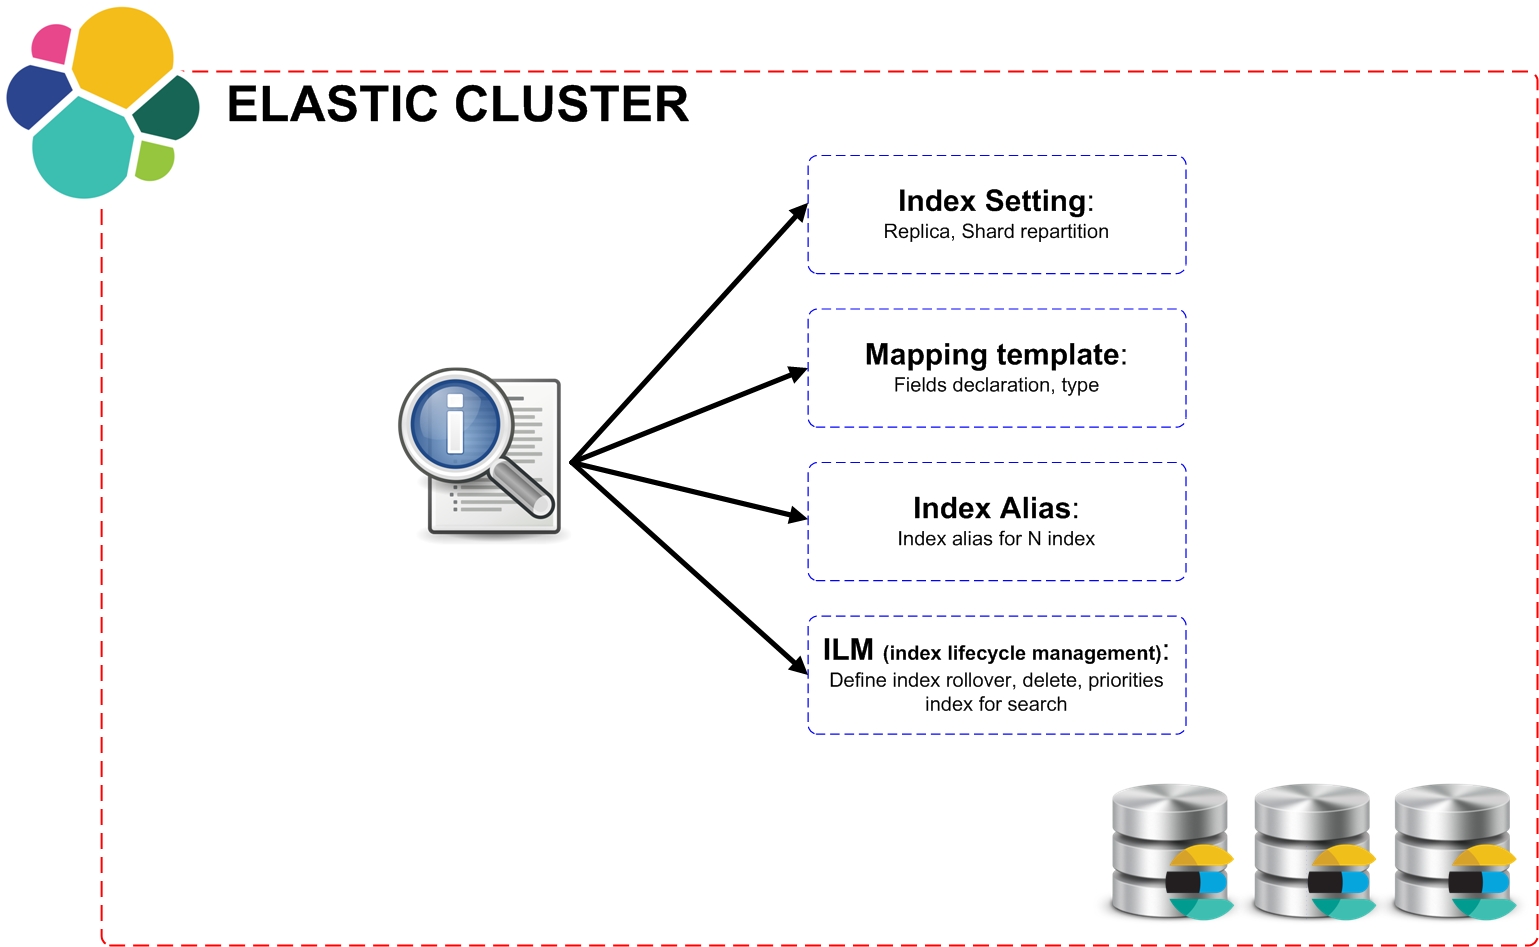 ELASTIC CLUSTER
Index Setting:
Replica, Shard repartition
Mapping template:
Fields declaration, type
Index Alias:
Index alias for N index
ILM (index lifecycle management):
Define index rollover, delete, priorities
index for search